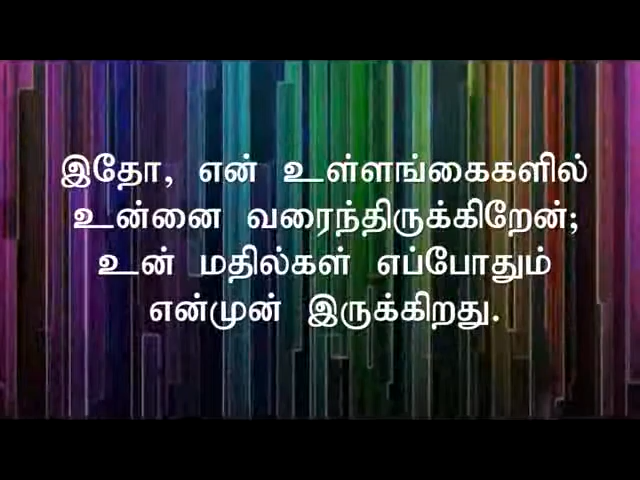 இதோ, என் உள்ளங்கைகளில்
உன்னை வரைந்திருக்கிறேன்;
உன் மதில்கள் எப்போதும்
என்முன் இருக்கிறது.